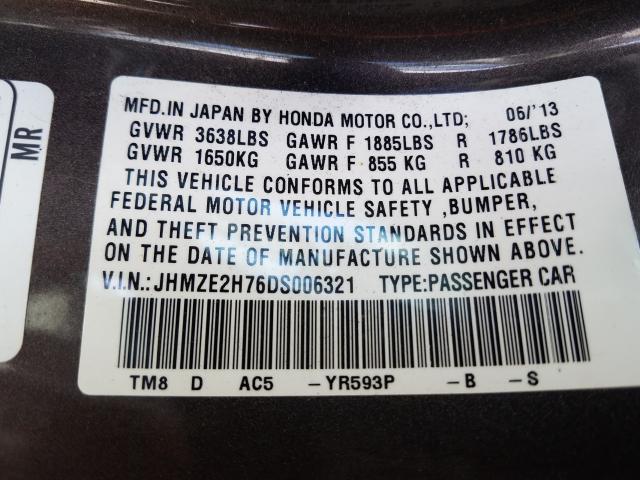 MFD.IN JAPAN BY HONDA MOTOR CO.,LTD; 06/'13
GVWR 3638LBS GAWR F 1885LBS R 1786LBS
GVWR 1650KG GAWR F 855 KG R 810 KG
THIS VEHICLE CONFORMS TO ALL APPLICABLE
FEDERAL MOTOR VEHICLE SAFETY ,BUMPER,
AND THEFT PREVENTION STANDARDS IN EFFECT
ON THE DATE OF MANUFACTURE SHOWN ABOVE.
V.I.N.: JHMZE2H76DS006321 TYPE:PASSENGER CAR
TM8 D AC5 -YR593P -B -S
MR